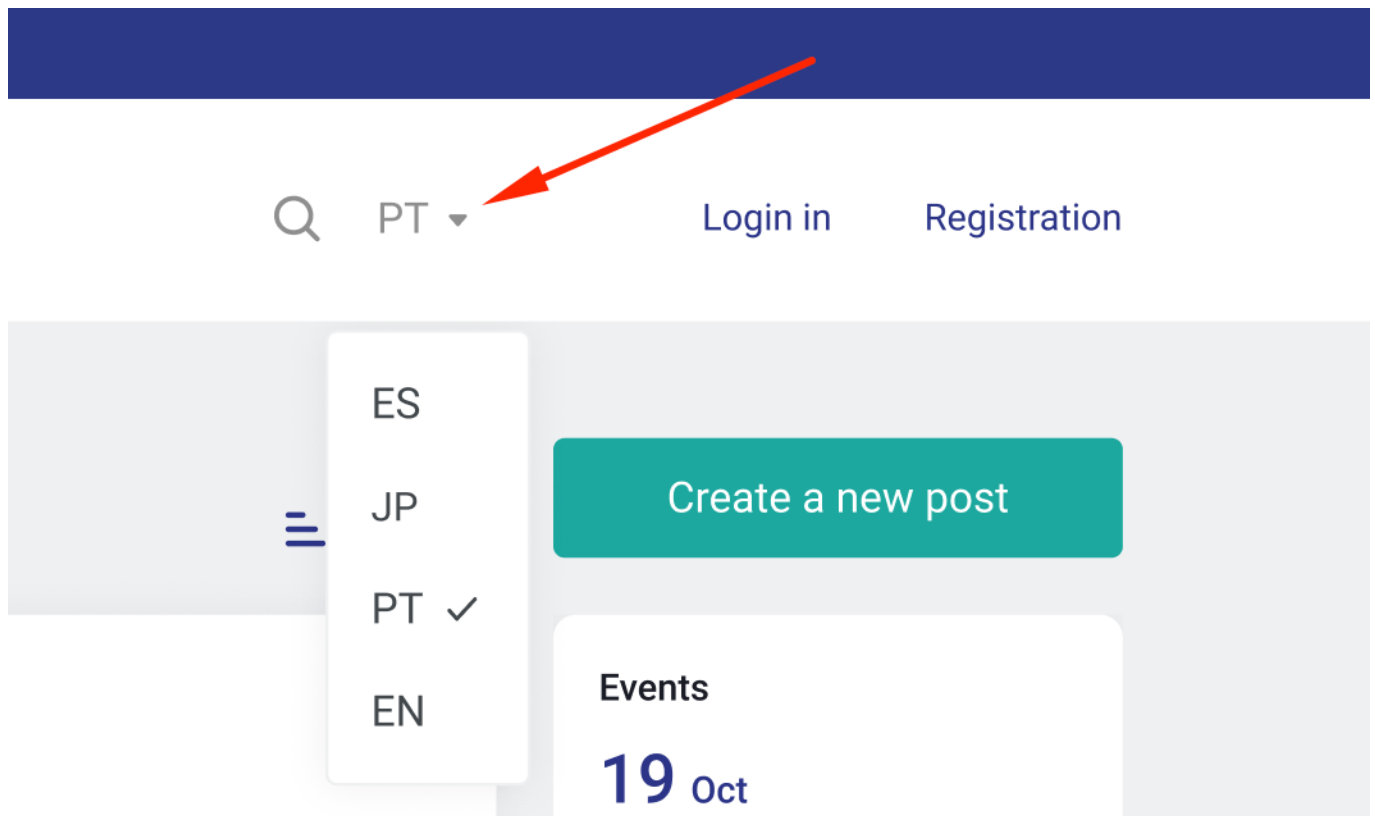 PT
Login in
Registration
ES
JP
PT
EN
Create a new post
Events
19 Oct